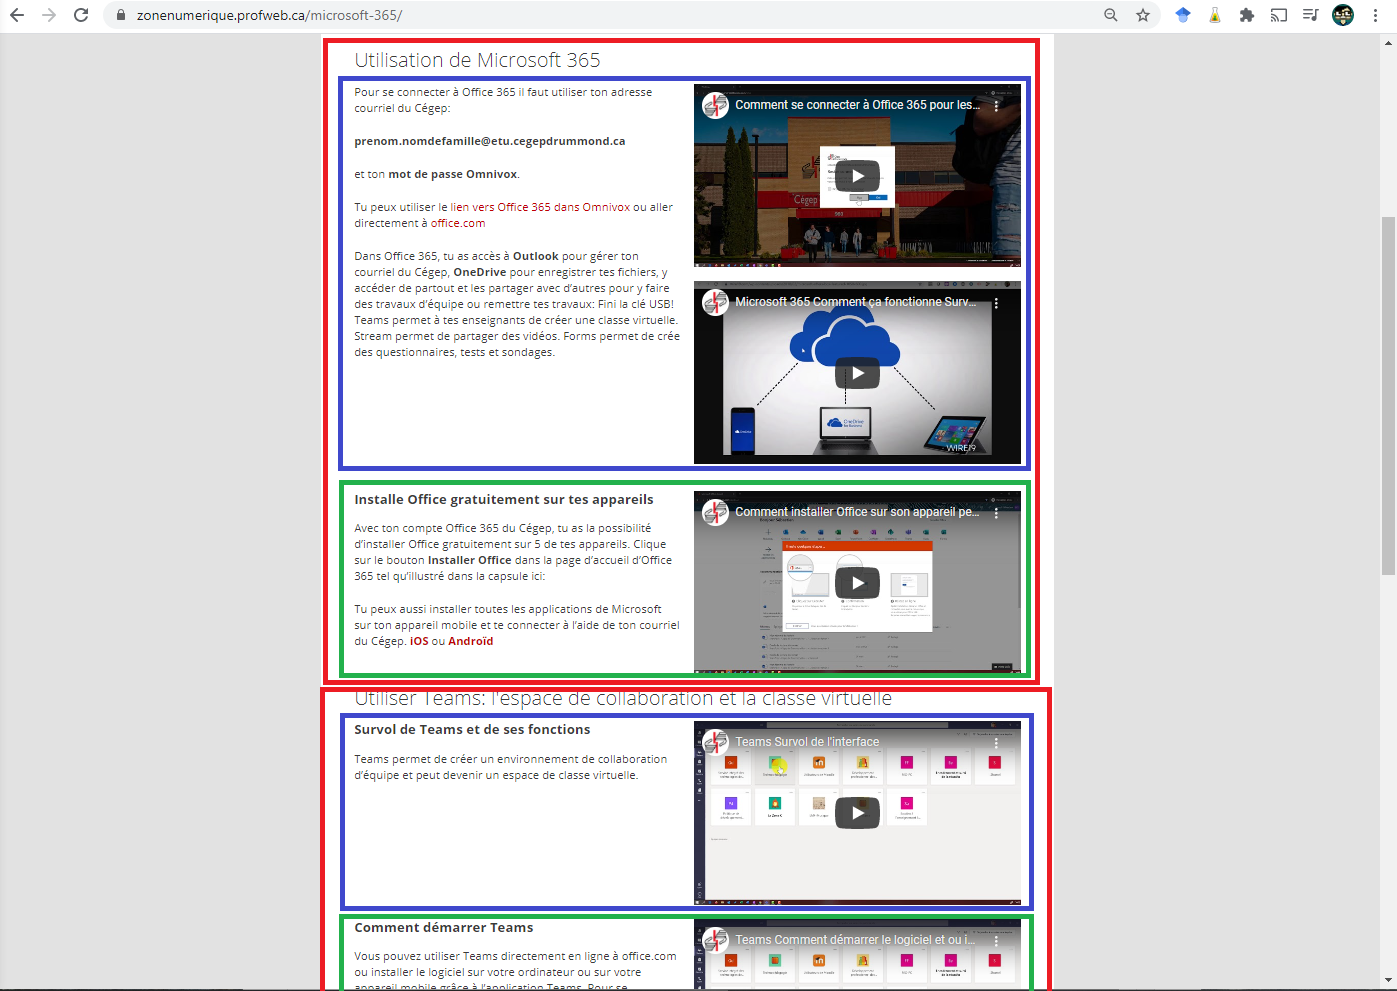 zonenumerique.profweb.ca/microsoft-365/
Utilisation de Microsoft 365
Pour se connecter à Office 365 il faut utiliser ton adresse
courriel du Cégep:
prenom.nomdefamille@etu.cegepdrummond.ca
et ton mot de passe Omnivox.
Tu peux utiliser le lien vers Office 365 dans Omnivox ou aller
directement à office.com
Dans Office 365, tu as accès à Outlook pour gérer ton
courriel du Cégep, OneDrive pour enregistrer tes fichiers, y
accéder de partout et les partager avec d'autres pour y faire
des travaux d'équipe ou remettre tes travaux: Fini la clé USB!
Teams permet à tes enseignants de créer une classe virtuelle.
Stream permet de partager des vidéos. Forms permet de crée
des questionnaires, tests et sondages.
Comment se connecter à Office 365 pour les...
Cégep
960
Microsoft 365 Comment ça fonctionne Surv...
OneDrive
WIRE19
Installe Office gratuitement sur tes appareils
Avec ton compte Office 365 du Cégep, tu as la possibilité
d'installer Office gratuitement sur 5 de tes appareils. Clique
sur le bouton Installer Office dans la page d'accueil d'Office
365 tel qu'illustré dans la capsule ici:
Tu peux aussi installer toutes les applications de Microsoft
sur ton appareil mobile et te connecter à l'aide de ton courriel
du Cégep. iOS ou Androïd
Comment installer Office sur son appareil pe...
Utiliser Teams: l'espace de collaboration et la classe virtuelle
Survol de Teams et de ses fonctions
Teams permet de créer un environnement de collaboration
d'équipe et peut devenir un espace de classe virtuelle.
Teams Survol de l'interface
Comment démarrer Teams
Vous pouvez utiliser Teams directement en ligne à office.com
ou installer le logiciel sur votre ordinateur ou sur votre
appareil mobile grâce à l'application Teams. Pour se
Teams Comment démarrer le logiciel et ou i...